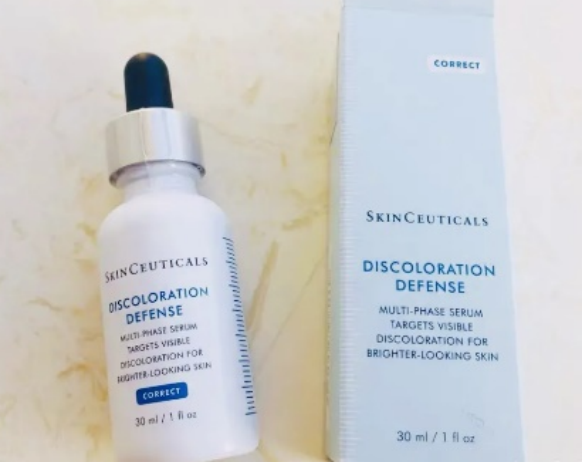 SKINCEUTICALS
DISCOLORATION
DEFENSE
MULTI-PHASE SERUM
TARGETS VISIBLE
DISCOLORATION FOR
BRIGHTER-LOOKING SKIN
CORRECT
30 ml / 1 fl oz
CORRECT
SKINCEUTICALS
DISCOLORATION
DEFENSE
MULTI-PHASE SERUM
TARGETS VISIBLE
DISCOLORATION FOR
BRIGHTER-LOOKING SKIN
30 ml / 1 fl oz